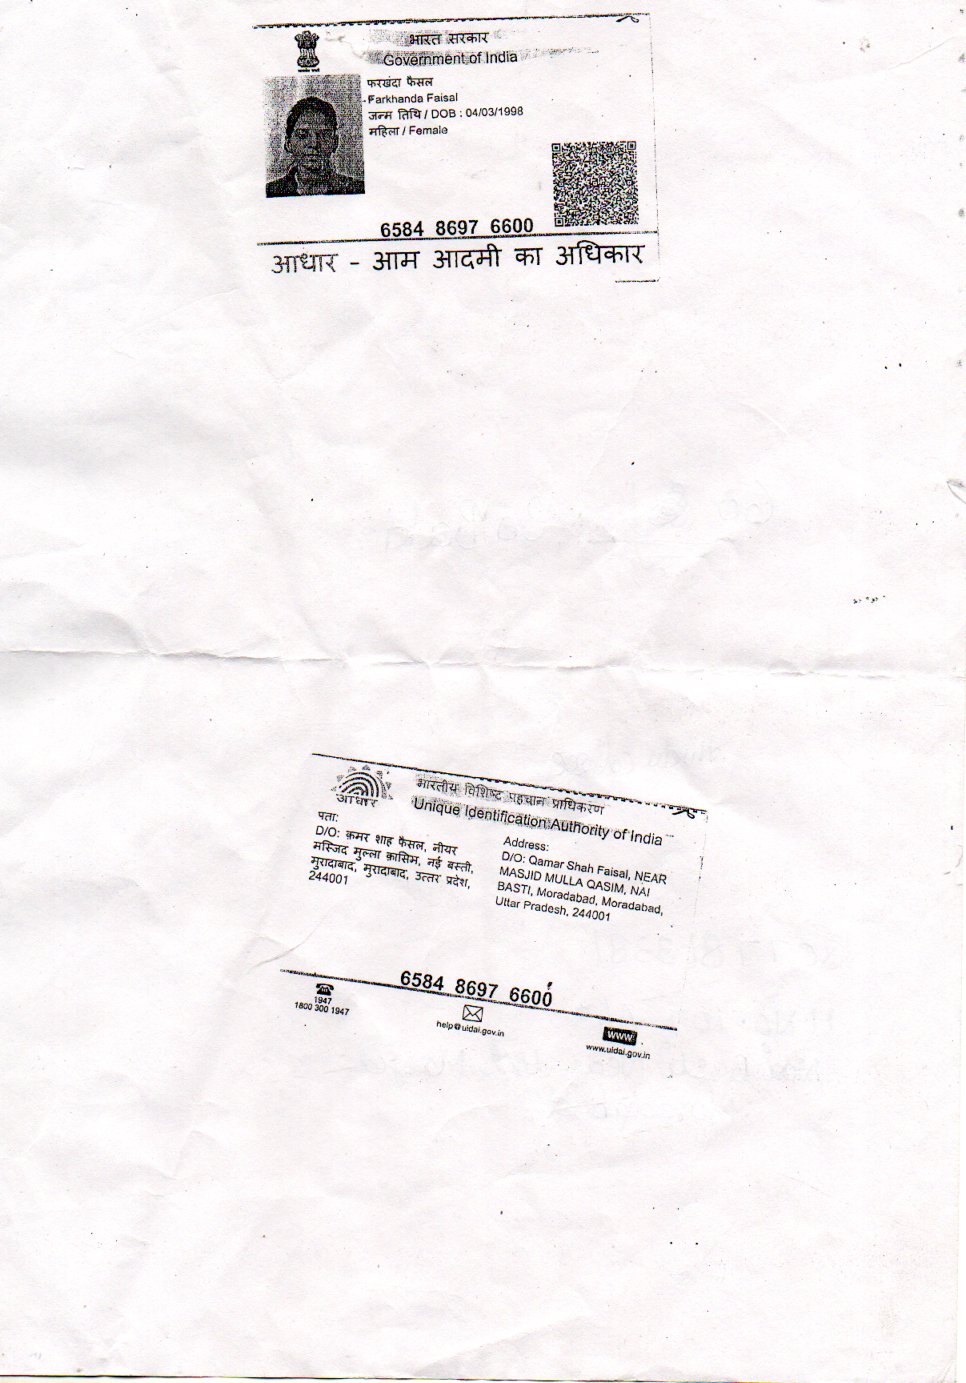 भारत सरकार
Government of India
फरखंदा फैसल
Farkhanda Faisal
जन्म तिथि / DOB : 04/03/1998
महिला / Female
6584 8697 6600
आधार - आम आदमी का अधिकार
भारतीय विशिष्ट पहचान प्राधिकरण
Unique Identification Authority of India
आधार
पता:
D/O: क़मर शाह फैसल, नीयर
मस्जिद मुल्ला क़ासिम, नई बस्ती,
मुरादाबाद, मुरादाबाद, उत्तर प्रदेश,
244001
Address:
D/O: Qamar Shah Faisal, NEAR
MASJID MULLA QASIM, NAI
BASTI, Moradabad, Moradabad,
Uttar Pradesh, 244001
6584 8697 6600
1947
1800 300 1947
help@uidai.gov.in
www
www.uidai.gov.in